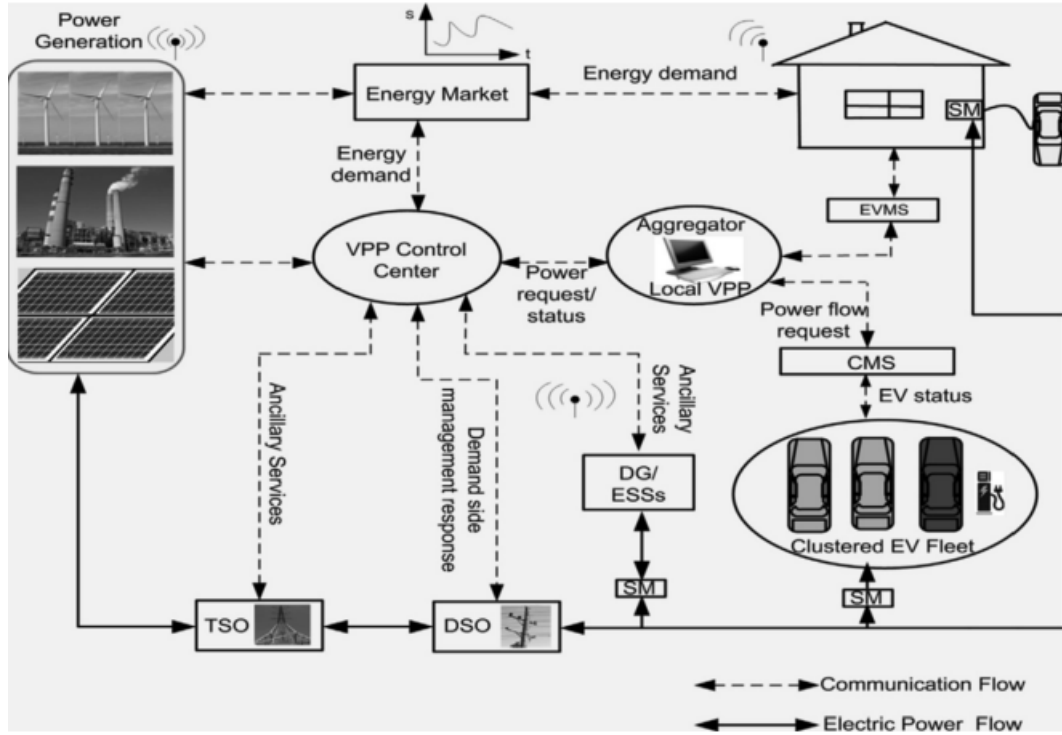 Power
Generation
s
t
Energy Market
Energy demand
SM
Energy
demand
EVMS
VPP Control
Center
Aggregator
Local VPP
Power
request/
status
Power flow
request
CMS
EV status
Ancillary Services
Demand side
management response
Ancillary
Services
DG/
ESSs
Clustered EV Fleet
SM
SM
TSO
DSO
Communication Flow
Electric Power Flow